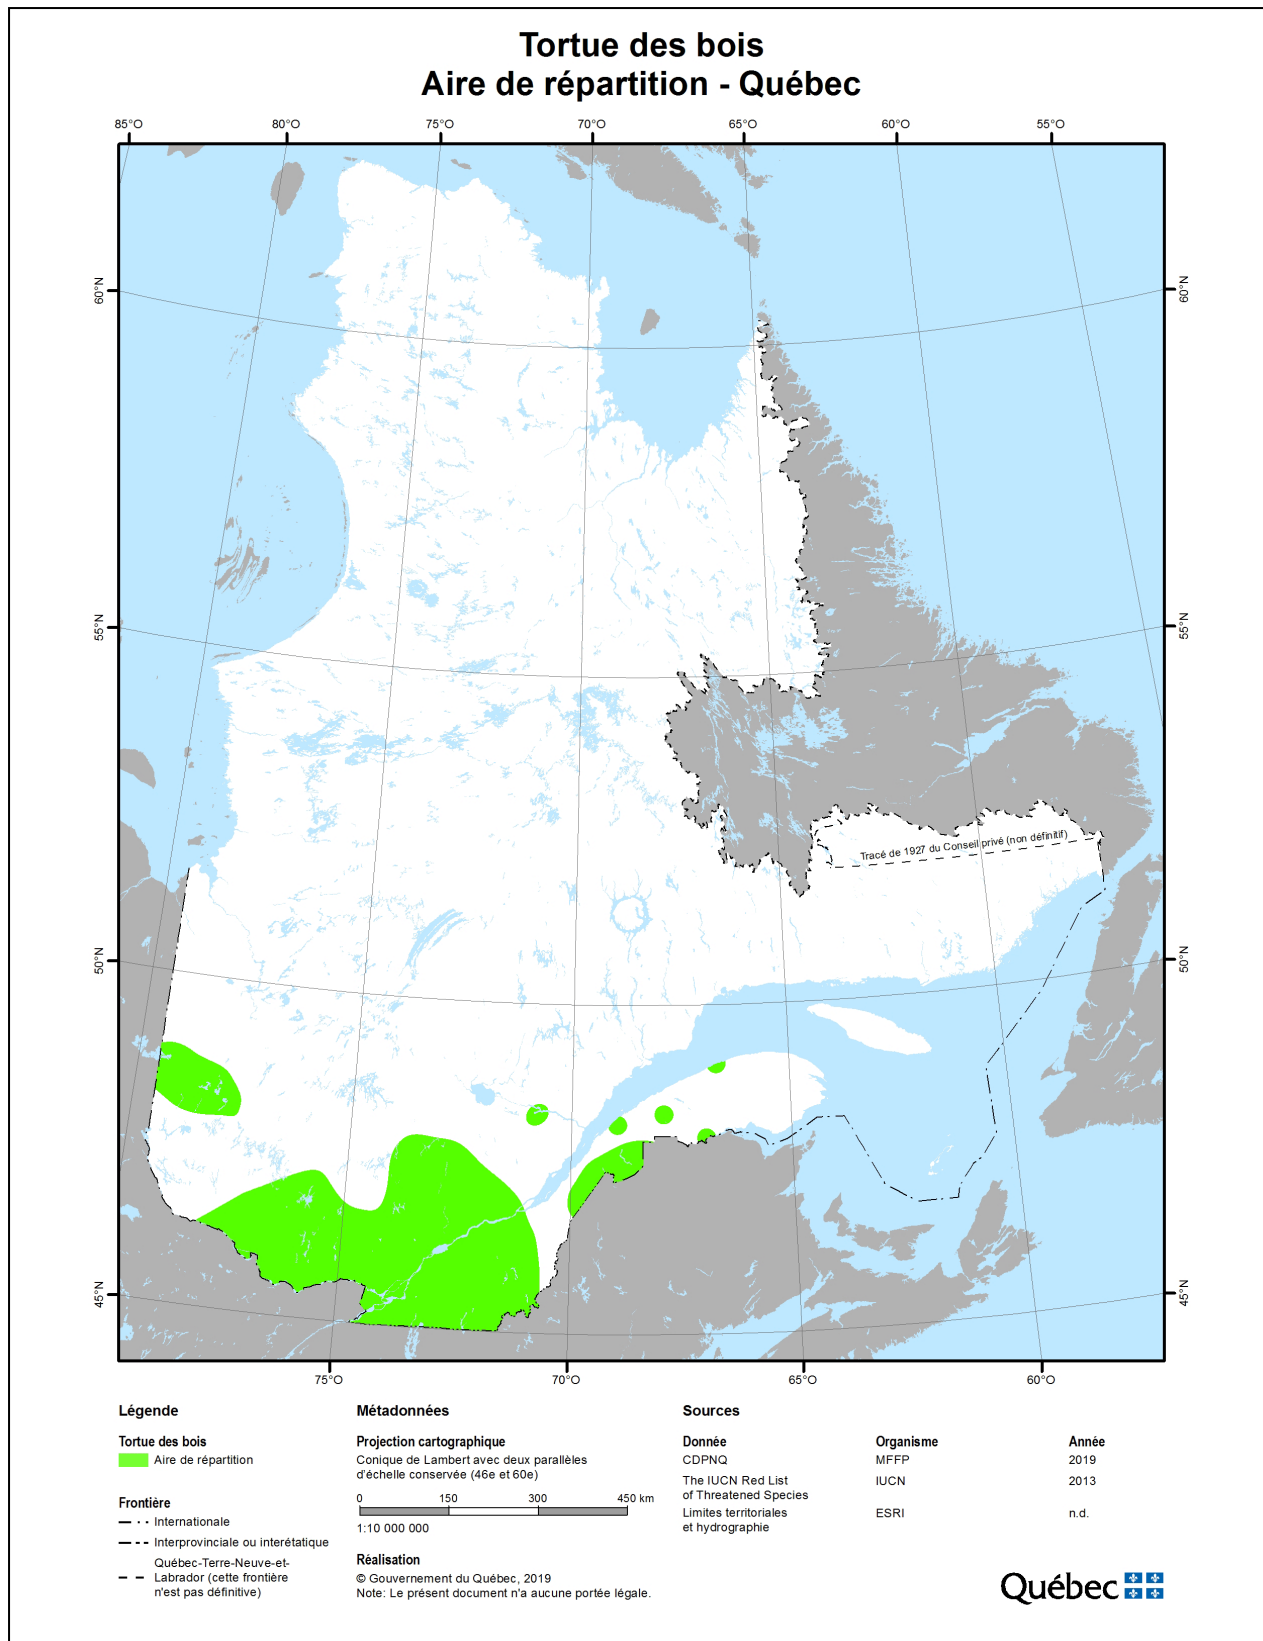 Tortue des bois
Aire de répartition - Québec
85°O
80°O
75°O
70°O
65°O
60°O
55°O
60°N
60°N
55°N
55°N
Tracé de 1927 du Conseil privé (non définitif)
50°N
50°N
45°N
45°N
75°O
70°O
65°O
60°O
Légende
Tortue des bois
Aire de répartition
Frontière
Internationale
Interprovinciale ou interétatique
Québec-Terre-Neuve-et-
Labrador (cette frontière
n'est pas définitive)
Métadonnées
Projection cartographique
Conique de Lambert avec deux parallèles
d'échelle conservée (46e et 60e)
0 150 300 450 km
1:10 000 000
Réalisation
© Gouvernement du Québec, 2019
Note: Le présent document n'a aucune portée légale.
Sources
Donnée Organisme Année
CDPNQ MFFP 2019
The IUCN Red List IUCN 2013
of Threatened Species
Limites territoriales ESRI n.d.
et hydrographie
Québec